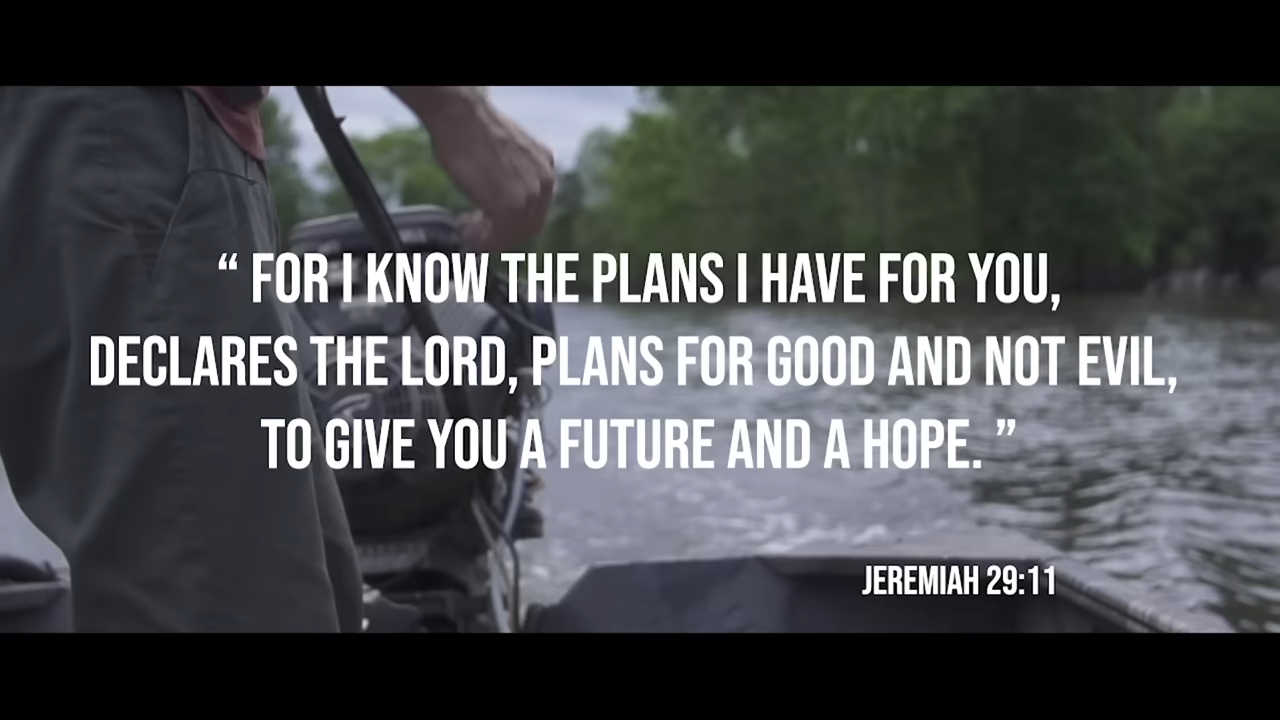 “ FOR I KNOW THE PLANS I HAVE FOR YOU,
DECLARES THE LORD, PLANS FOR GOOD AND NOT EVIL,
TO GIVE YOU A FUTURE AND A HOPE. ”
JEREMIAH 29:11